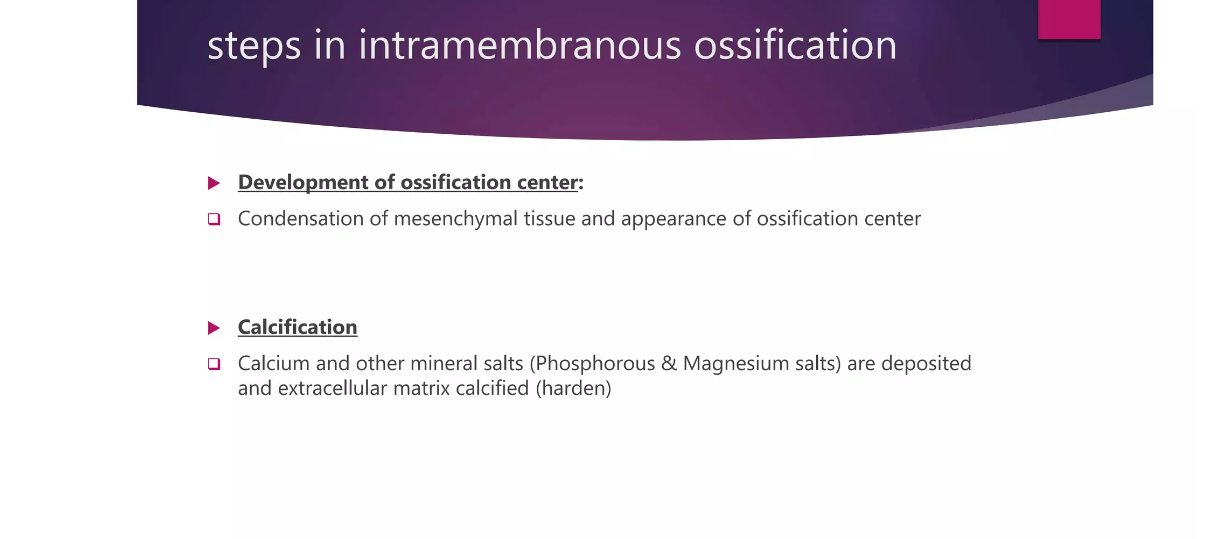 steps in intramembranous ossification
Development of ossification center:
Condensation of mesenchymal tissue and appearance of ossification center
Calcification
Calcium and other mineral salts (Phosphorous & Magnesium salts) are deposited
and extracellular matrix calcified (harden)